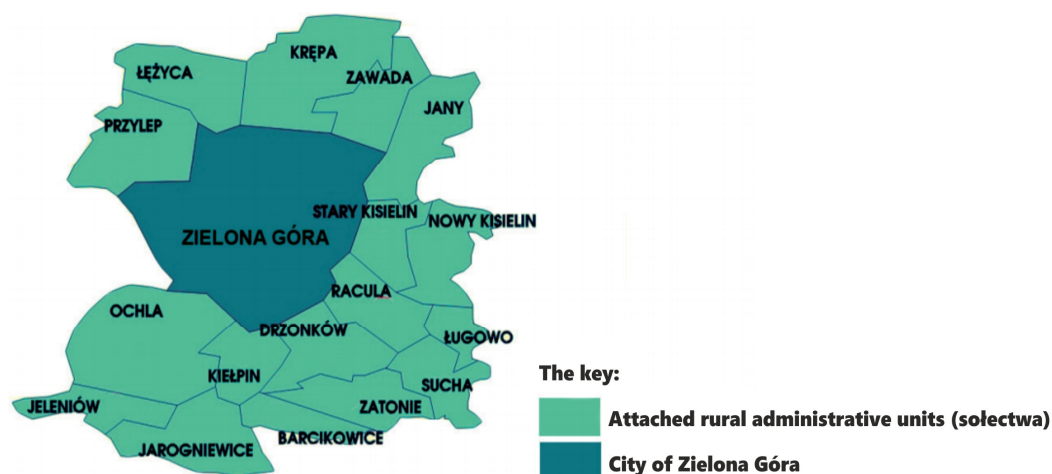 KRĘPA
ŁĘŻYCA
ZAWADA
JANY
PRZYLEP
STARY KISIELIN
NOWY KISIELIN
ZIELONA GÓRA
RACULA
OCHLA
DRZONKÓW
ŁUGOWO
KIEŁPIN
SUCHA
JELENIÓW
ZATONIE
BARCIKOWICE
JAROGNIEWICE
The key:
Attached rural administrative units (sołectwa)
City of Zielona Góra